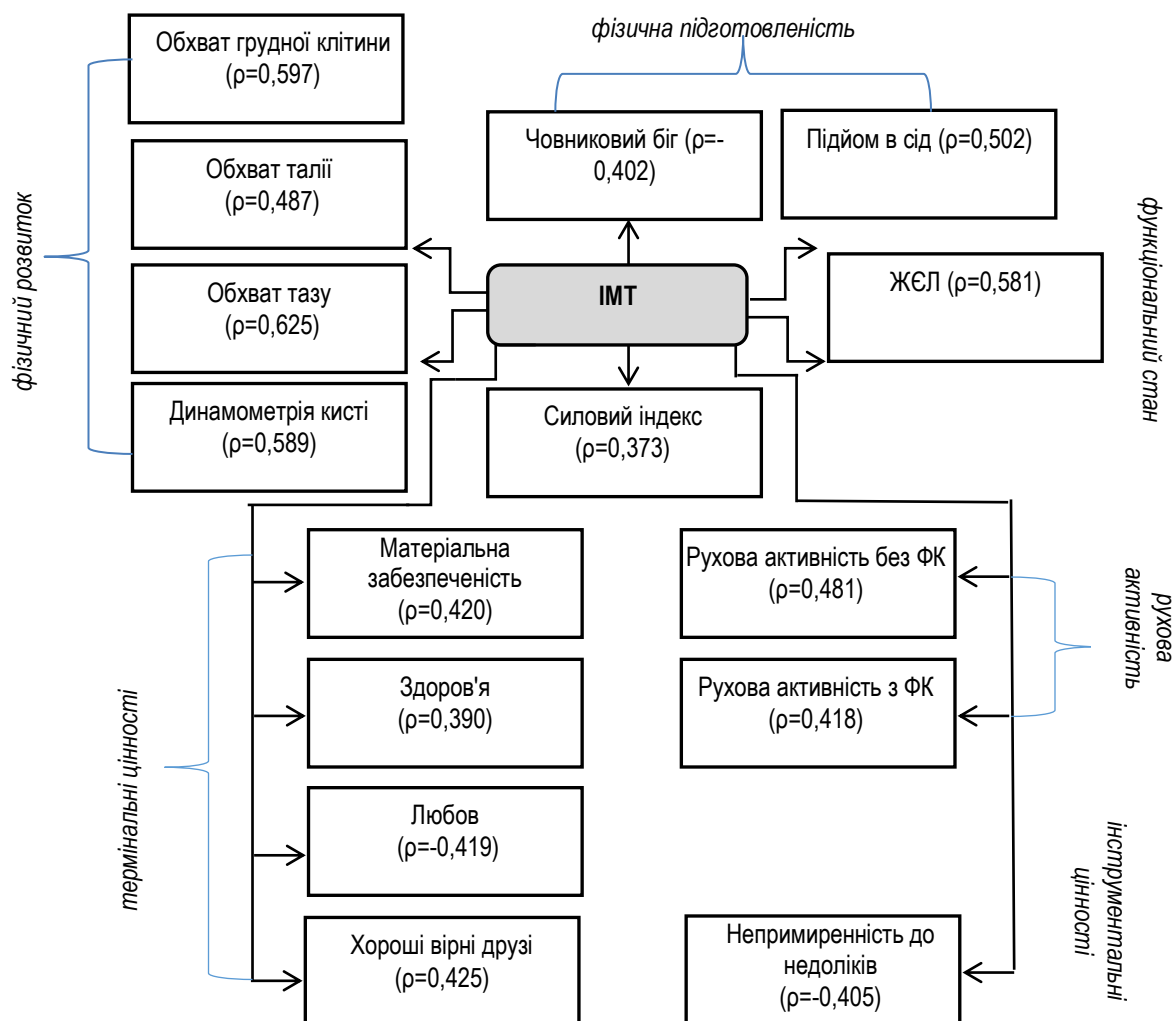 Обхват грудної клітини
(ρ=0,597)
фізична підготовленість
Човниковий біг (ρ=-
0,402)
Підйом в сід (ρ=0,502)
Обхват талії
(ρ=0,487)
фізичний розвиток
функціональний стан
ІМТ
ЖЄЛ (ρ=0,581)
Обхват тазу
(ρ=0,625)
Динамометрія кисті
(ρ=0,589)
Силовий індекс
(ρ=0,373)
Матеріальна
забезпеченість
(ρ=0,420)
Рухова активність без ФК
(ρ=0,481)
рухова
активність
Здоров'я
(ρ=0,390)
Рухова активність з ФК
(ρ=0,418)
термінальні цінності
Любов
(ρ=-0,419)
інструментальні
цінності
Хороші вірні друзі
(ρ=0,425)
Непримиренність до
недоліків
(ρ=-0,405)